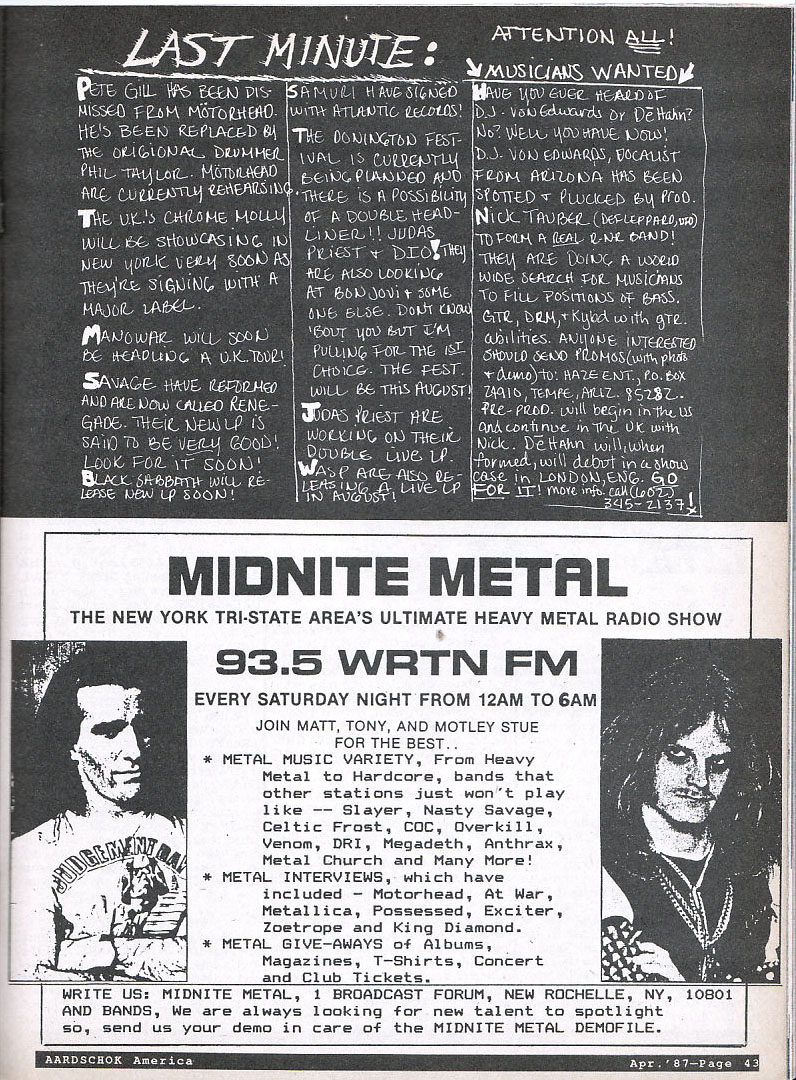 LAST MINUTE:
PETE GILL HAS BEEN DIS-
MISSED FROM MÖTORHEAD.
HE'S BEEN REPLACED BY
THE ORIGIONAL DRUMMER
PHIL TAYLOR. MÖTORHEAD
ARE CURRENTLY REHEARSING.
THE U.K.'S CHROME MOLLY
WILL BE SHOWCASING IN
NEW YORK VERY SOON AS
THEY'RE SIGNING WITH A
MAJOR LABEL.
MANOWAR WILL SOON
BE HEADLING A U.K. TOUR!
SAVAGE HAVE REFORMED
AND ARE NOW CALLED RENE-
GADE. THEIR NEW LP IS
SAID TO BE VERY GOOD!
LOOK FOR IT SOON!
BLACK SABBATH WILL RE-
LEASE NEW LP SOON!
SAMURI HAVE SIGNED
WITH ATLANTIC RECORDS!
THE DONINGTON FEST-
IVAL IS CURRENTLY
BEING PLANNED AND
THERE IS A POSSIBILITY
OF A DOUBLE HEAD-
LINER!! JUDAS
PRIEST + DIO! THEY
ARE ALSO LOOKING
AT BON JOVI + SOME
ONE ELSE. DON'T KNOW
'BOUT YOU BUT I'M
PULLING FOR THE 1ST
CHOICE. THE FEST.
WILL BE THIS AUGUST!
JUDAS PRIEST ARE
WORKING ON THEIR
DOUBLE LIVE LP.
WASP ARE ALSO RE-
LEASING A LIVE LP
IN AUGUST!
ATTENTION ALL!
MUSICIANS WANTED
HAVE YOU EVER HEARD OF
D.J. VON Edwards or DēHahn?
NO? WELL YOU HAVE NOW!
D.J. VON EDWARDS, VOCALIST
FROM ARIZONA HAS BEEN
SPOTTED + PLUCKED BY PROD.
NICK TAUBER (DEF LEPPARD, UFO)
TO FORM A REAL R-N-R BAND!
THEY ARE DOING A WORLD
WIDE SEARCH FOR MUSICIANS
TO FILL POSITIONS OF BASS.
GTR, DRM, + Kybd with gtr.
abilities. ANYONE INTERESTED
SHOULD SEND PROMOS (with photo
+ demo) to: HAZE ENT., P.O. BOX
24910, TEMPE, ARIZ. 85282.
PRE-PROD. will begin in the US
and continue in the UK with
Nick. DēHahn will, when
formed, will debut in a show
case in LONDON, ENG. GO
FOR IT! more info. call (602)
345-2137!
MIDNITE METAL
THE NEW YORK TRI-STATE AREA'S ULTIMATE HEAVY METAL RADIO SHOW
93.5 WRTN FM
EVERY SATURDAY NIGHT FROM 12AM TO 6AM
JOIN MATT, TONY, AND MOTLEY STUE
FOR THE BEST..
* METAL MUSIC VARIETY, From Heavy
Metal to Hardcore, bands that
other stations just won't play
like -- Slayer, Nasty Savage,
Celtic Frost, COC, Overkill,
Venom, DRI, Megadeth, Anthrax,
Metal Church and Many More!
* METAL INTERVIEWS, which have
included - Motorhead, At War,
Metallica, Possessed, Exciter,
Zoetrope and King Diamond.
* METAL GIVE-AWAYS of Albums,
Magazines, T-Shirts, Concert
and Club Tickets.
JUDGEMENT DAY
WRITE US: MIDNITE METAL, 1 BROADCAST FORUM, NEW ROCHELLE, NY, 10801
AND BANDS, We are always looking for new talent to spotlight
so, send us your demo in care of the MIDNITE METAL DEMOFILE.
AARDSCHOK America
Apr.'87—Page 43